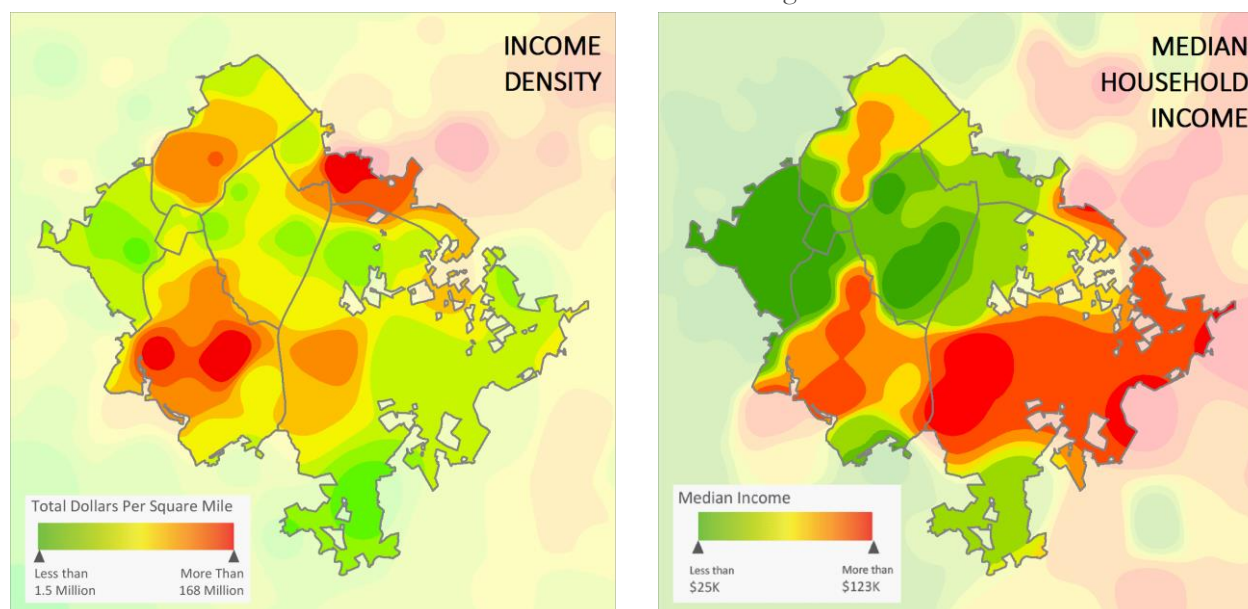 INCOME
DENSITY
Total Dollars Per Square Mile
Less than
1.5 Million
More Than
168 Million
MEDIAN
HOUSEHOLD
INCOME
Median Income
Less than
$25K
More than
$123K